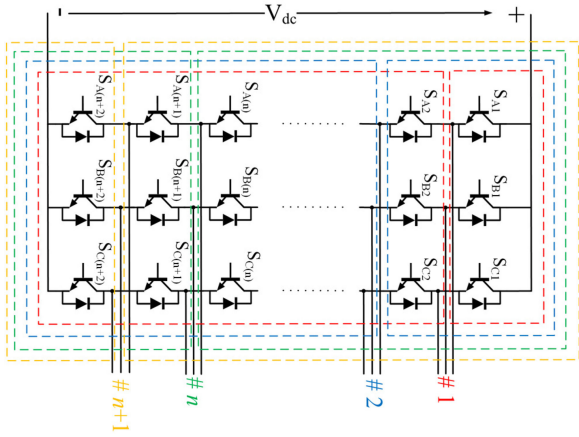 - V_dc +
S_A(n+2) S_A(n+1) S_A(n) S_A2 S_A1
S_B(n+2) S_B(n+1) S_B(n) S_B2 S_B1
S_C(n+2) S_C(n+1) S_C(n) S_C2 S_C1
# n+1 # n # 2 # 1